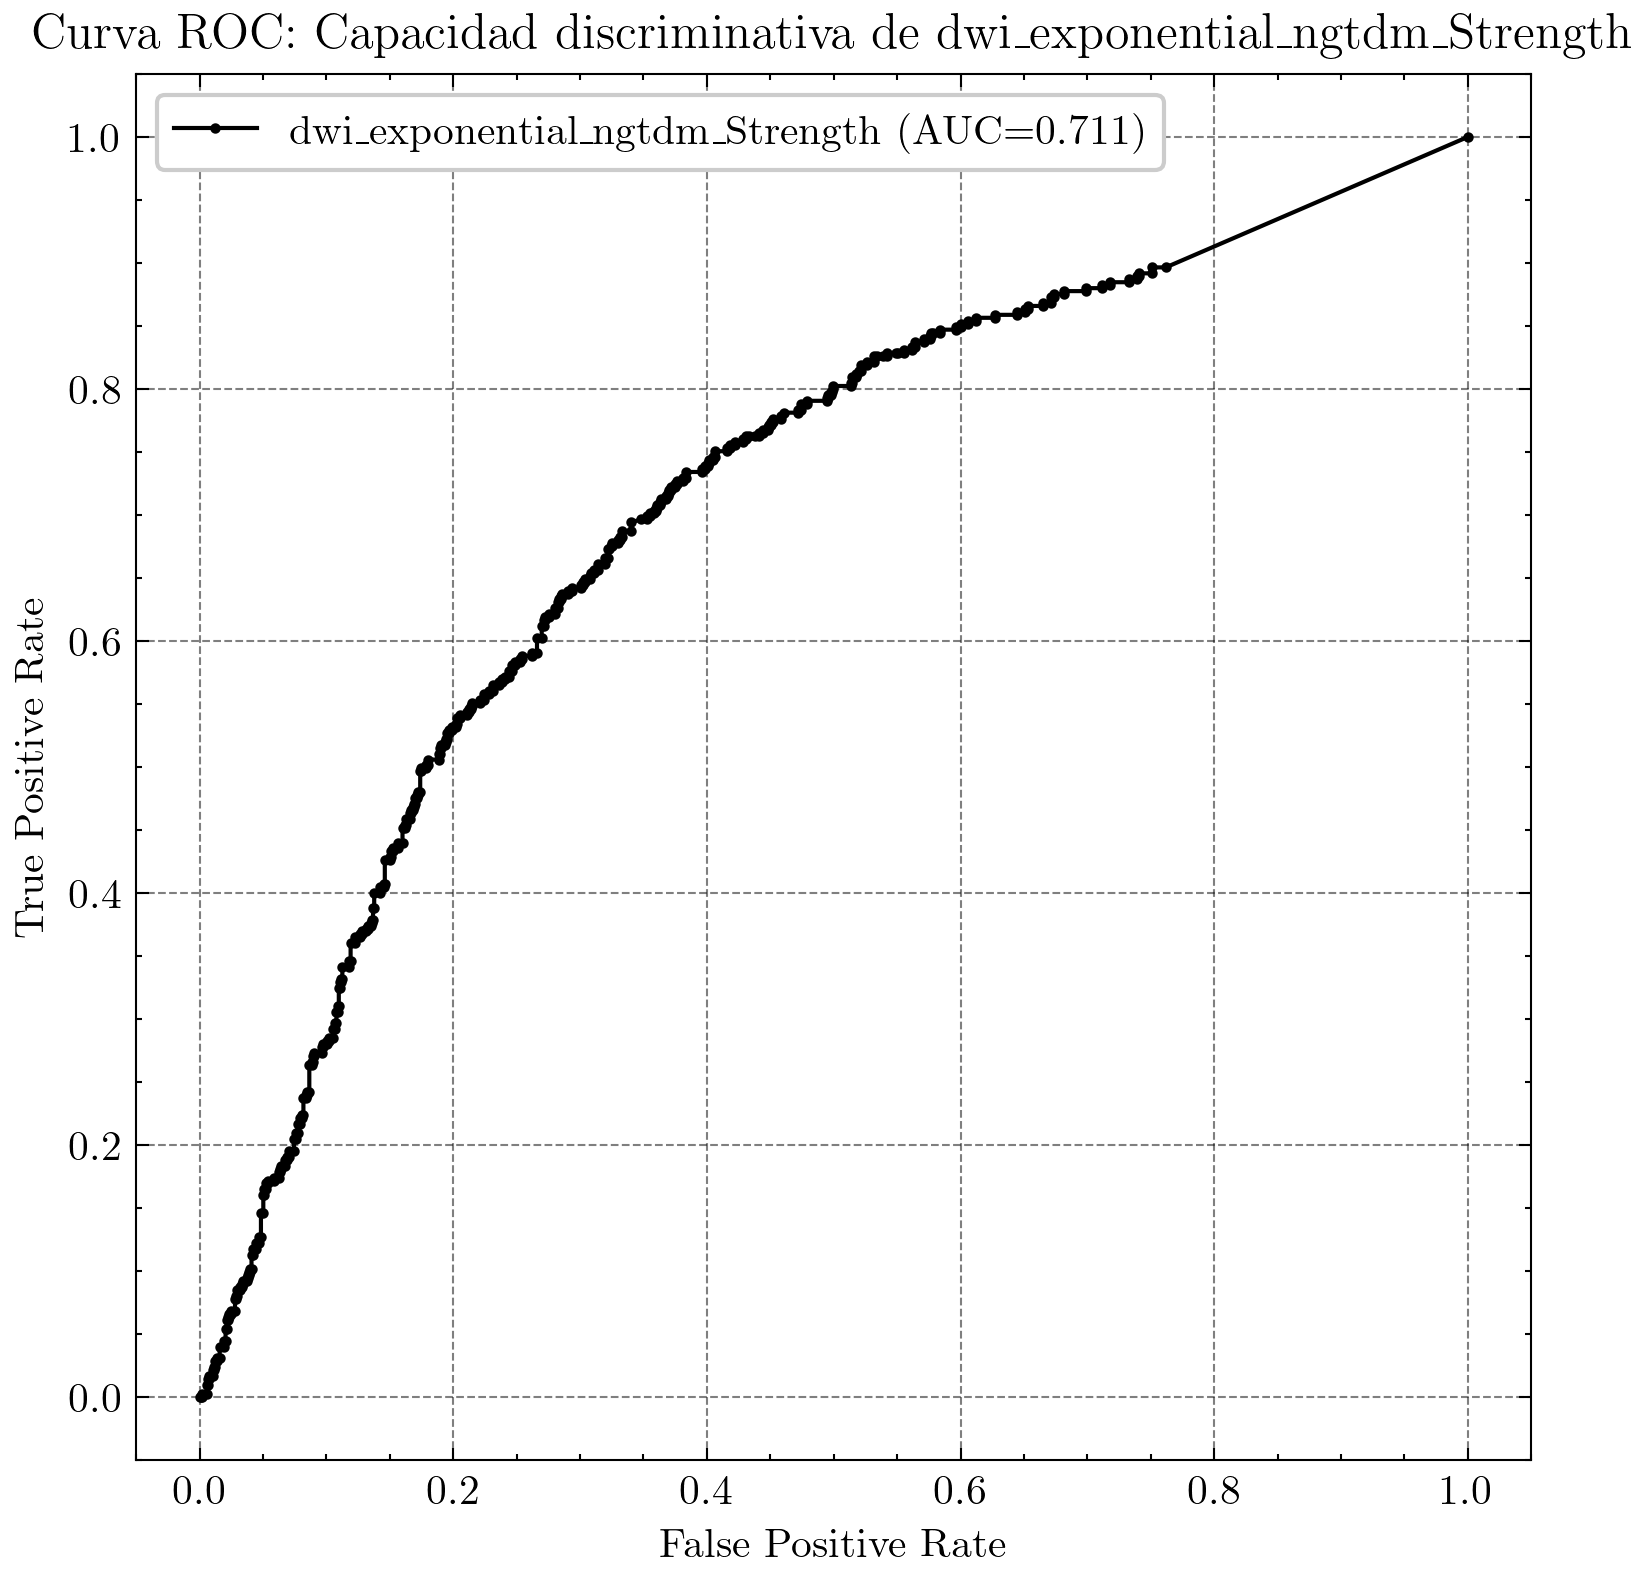 Curva ROC: Capacidad discriminativa de dwi_exponential_ngtdm_Strength
dwi_exponential_ngtdm_Strength (AUC=0.711)
1.0
0.8
0.6
0.4
0.2
0.0
True Positive Rate
0.0 0.2 0.4 0.6 0.8 1.0
False Positive Rate